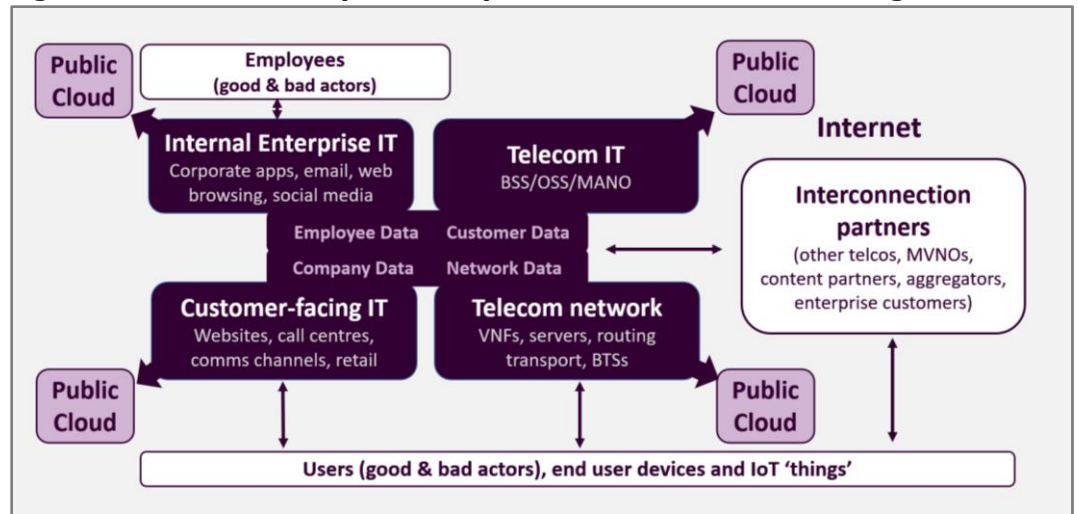 Public
Cloud
Employees
(good & bad actors)
Public
Cloud
Internal Enterprise IT
Corporate apps, email, web
browsing, social media
Telecom IT
BSS/OSS/MANO
Internet
Interconnection
partners
(other telcos, MVNOs,
content partners, aggregators,
enterprise customers)
Employee Data Customer Data
Company Data Network Data
Customer-facing IT
Websites, call centres,
comms channels, retail
Telecom network
VNFs, servers, routing
transport, BTSs
Public
Cloud
Public
Cloud
Users (good & bad actors), end user devices and IoT ‘things’